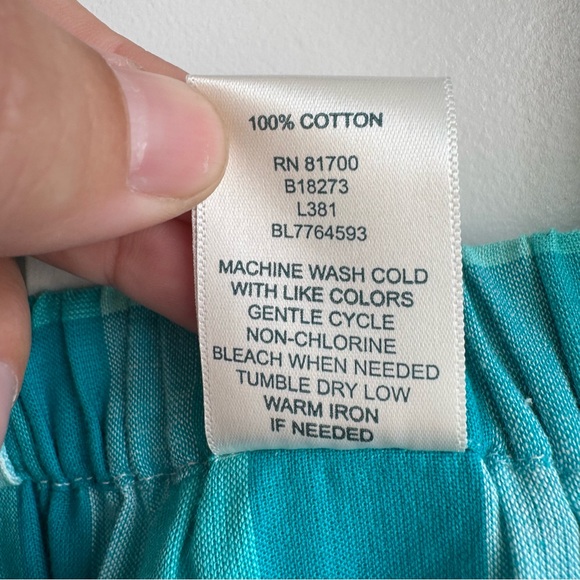 100% COTTON
RN 81700
B18273
L381
BL7764593
MACHINE WASH COLD
WITH LIKE COLORS
GENTLE CYCLE
NON-CHLORINE
BLEACH WHEN NEEDED
TUMBLE DRY LOW
WARM IRON
IF NEEDED